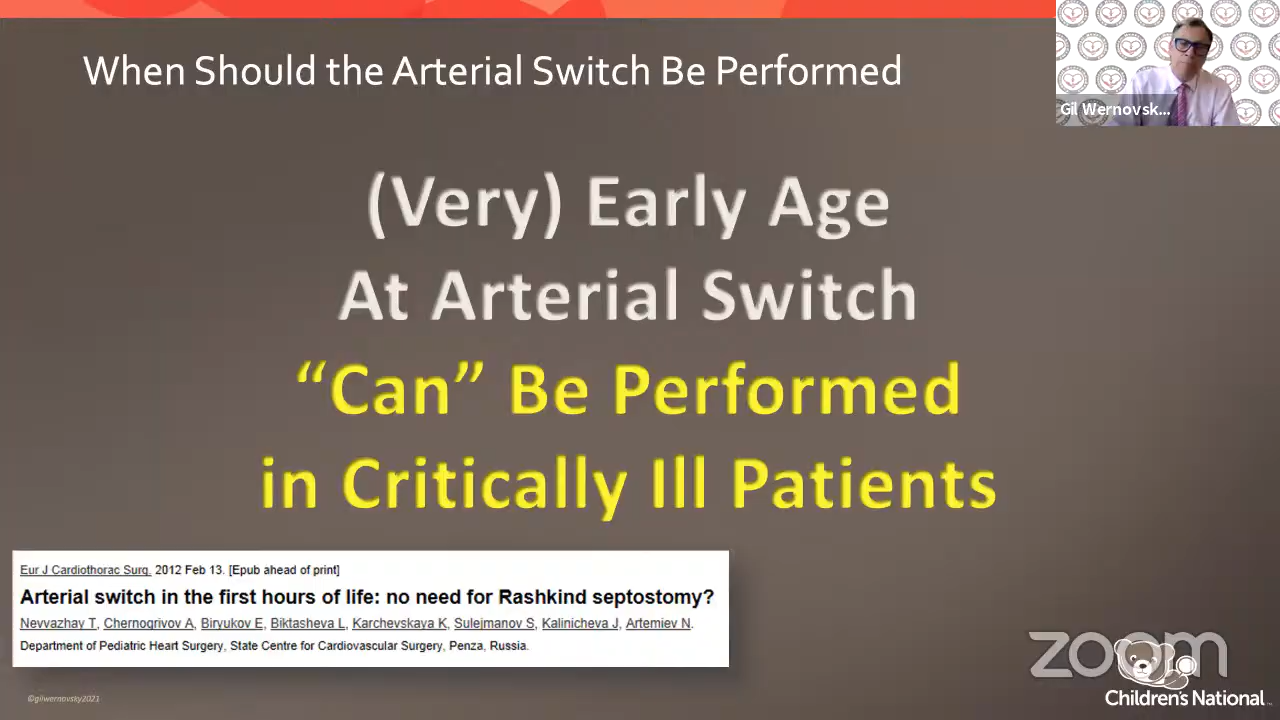 When Should the Arterial Switch Be Performed
Gil Wernovsk...
(Very) Early Age
At Arterial Switch
“Can” Be Performed
in Critically Ill Patients
Eur J Cardiothorac Surg. 2012 Feb 13. [Epub ahead of print]
Arterial switch in the first hours of life: no need for Rashkind septostomy?
Nevvazhay T, Chernogrivov A, Biryukov E, Biktasheva L, Karchevskaya K, Sulejmanov S, Kalinicheva J, Artemiev N.
Department of Pediatric Heart Surgery, State Centre for Cardiovascular Surgery, Penza, Russia.
zoom
Children's National
©gilwernovsky2021